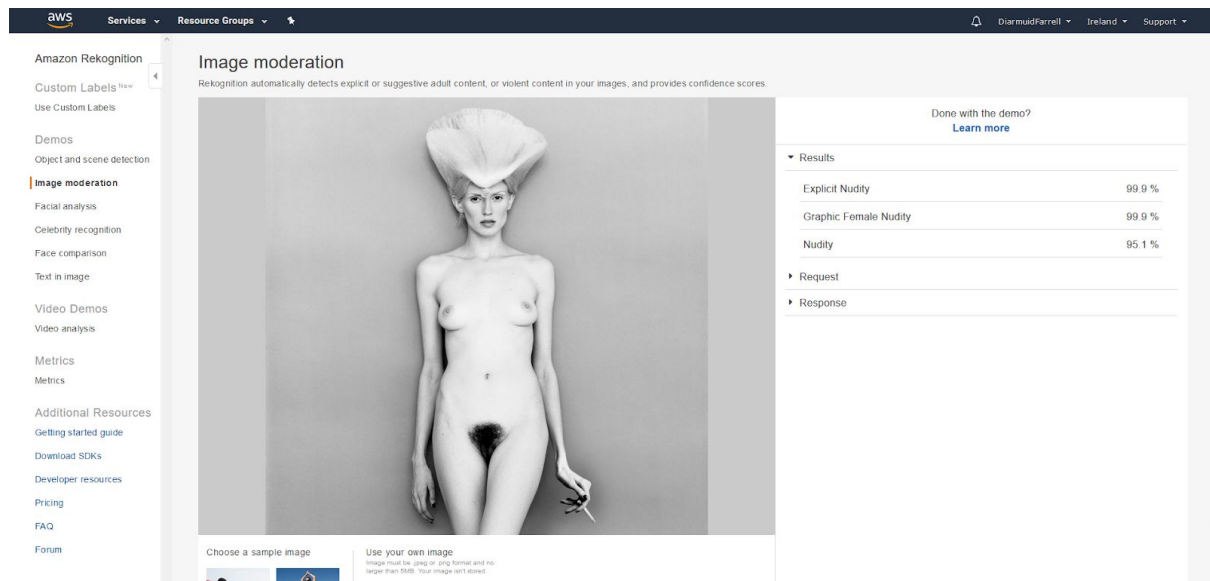 aws
Services
Resource Groups
DiarmuidFarrell
Ireland
Support
Amazon Rekognition
Custom Labels New
Use Custom Labels
Demos
Object and scene detection
Image moderation
Facial analysis
Celebrity recognition
Face comparison
Text in image
Video Demos
Video analysis
Metrics
Metrics
Additional Resources
Getting started guide
Download SDKs
Developer resources
Pricing
FAQ
Forum
Image moderation
Rekognition automatically detects explicit or suggestive adult content, or violent content in your images, and provides confidence scores.
Choose a sample image
Use your own image
Image must be .jpeg or .png format and no
larger than 5MB. Your image isn't stored.
Done with the demo?
Learn more
Results
Explicit Nudity 99.9 %
Graphic Female Nudity 99.9 %
Nudity 95.1 %
Request
Response